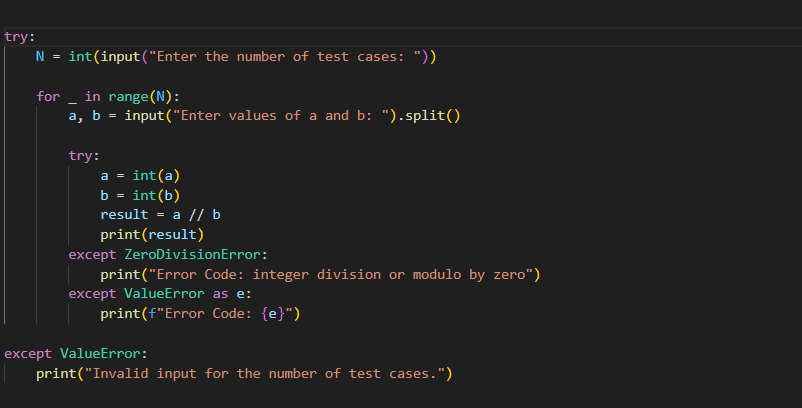 try:
    N = int(input("Enter the number of test cases: "))
    for _ in range(N):
        a, b = input("Enter values of a and b: ").split()
        try:
            a = int(a)
            b = int(b)
            result = a // b
            print(result)
        except ZeroDivisionError:
            print("Error Code: integer division or modulo by zero")
        except ValueError as e:
            print(f"Error Code: {e}")
except ValueError:
    print("Invalid input for the number of test cases.")